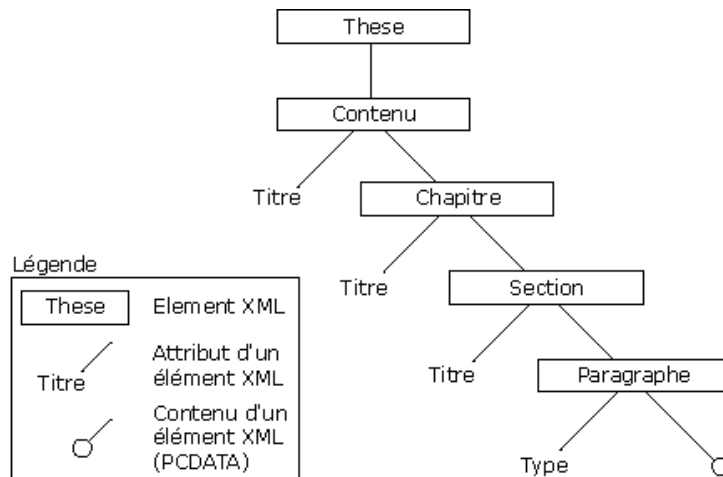 These
Contenu
Titre
Chapitre
Titre
Section
Titre
Paragraphe
Type
Légende
These
Element XML
Titre
Attribut d'un
élément XML
Contenu d'un
élément XML
(PCDATA)